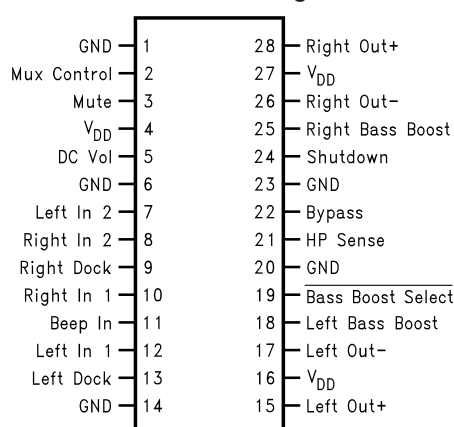 GND 1 28 Right Out+
Mux Control 2 27 VDD
Mute 3 26 Right Out-
VDD 4 25 Right Bass Boost
DC Vol 5 24 Shutdown
GND 6 23 GND
Left In 2 7 22 Bypass
Right In 2 8 21 HP Sense
Right Dock 9 20 GND
Right In 1 10 19 Bass Boost Select
Beep In 11 18 Left Bass Boost
Left In 1 12 17 Left Out-
Left Dock 13 16 VDD
GND 14 15 Left Out+